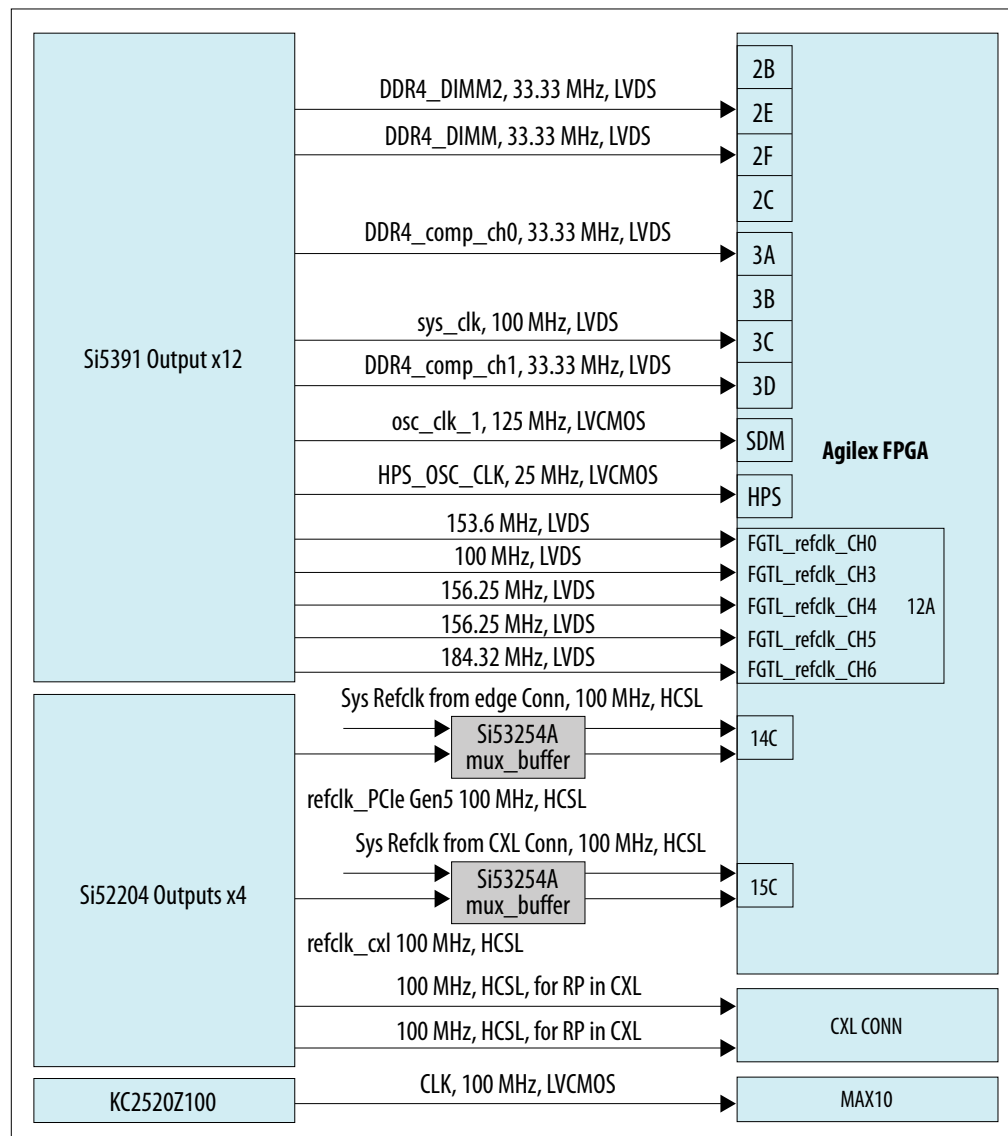 Si5391 Output x12
DDR4_DIMM2, 33.33 MHz, LVDS
DDR4_DIMM, 33.33 MHz, LVDS
DDR4_comp_ch0, 33.33 MHz, LVDS
sys_clk, 100 MHz, LVDS
DDR4_comp_ch1, 33.33 MHz, LVDS
osc_clk_1, 125 MHz, LVCMOS
HPS_OSC_CLK, 25 MHz, LVCMOS
153.6 MHz, LVDS
100 MHz, LVDS
156.25 MHz, LVDS
156.25 MHz, LVDS
184.32 MHz, LVDS
2B
2E
2F
2C
3A
3B
3C
3D
SDM
HPS
Agilex FPGA
FGTL_refclk_CH0
FGTL_refclk_CH3
FGTL_refclk_CH4
12A
FGTL_refclk_CH5
FGTL_refclk_CH6
Si52204 Outputs x4
Sys Refclk from edge Conn, 100 MHz, HCSL
Si53254A
mux_buffer
14C
refclk_PCIe Gen5 100 MHz, HCSL
Sys Refclk from CXL Conn, 100 MHz, HCSL
Si53254A
mux_buffer
15C
refclk_cxl 100 MHz, HCSL
100 MHz, HCSL, for RP in CXL
100 MHz, HCSL, for RP in CXL
CXL CONN
KC2520Z100
CLK, 100 MHz, LVCMOS
MAX10